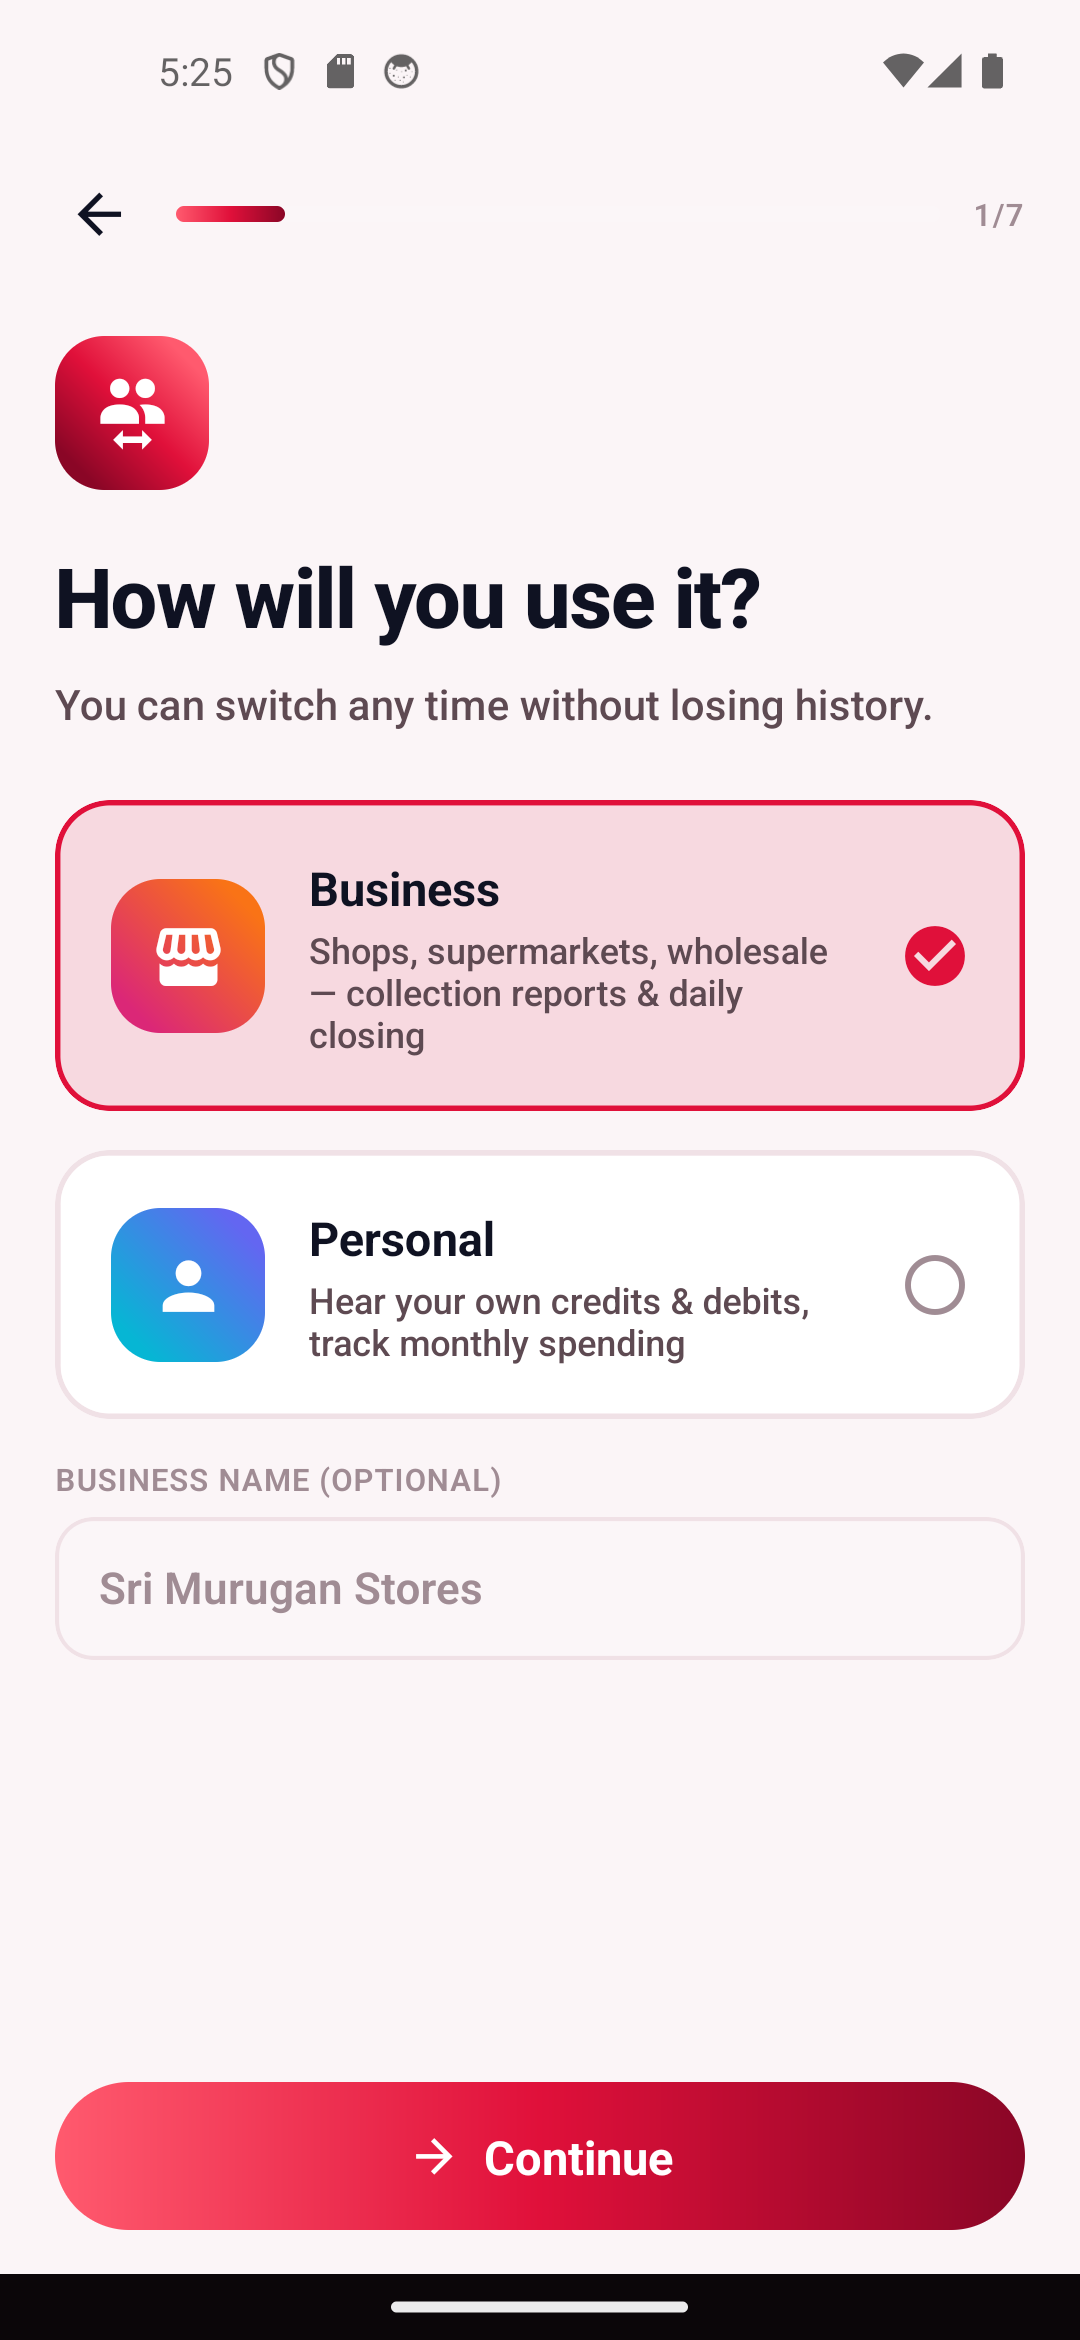 5:25
1/7
How will you use it?
You can switch any time without losing history.
Business
Shops, supermarkets, wholesale
— collection reports & daily
closing
Personal
Hear your own credits & debits,
track monthly spending
BUSINESS NAME (OPTIONAL)
Sri Murugan Stores
Continue